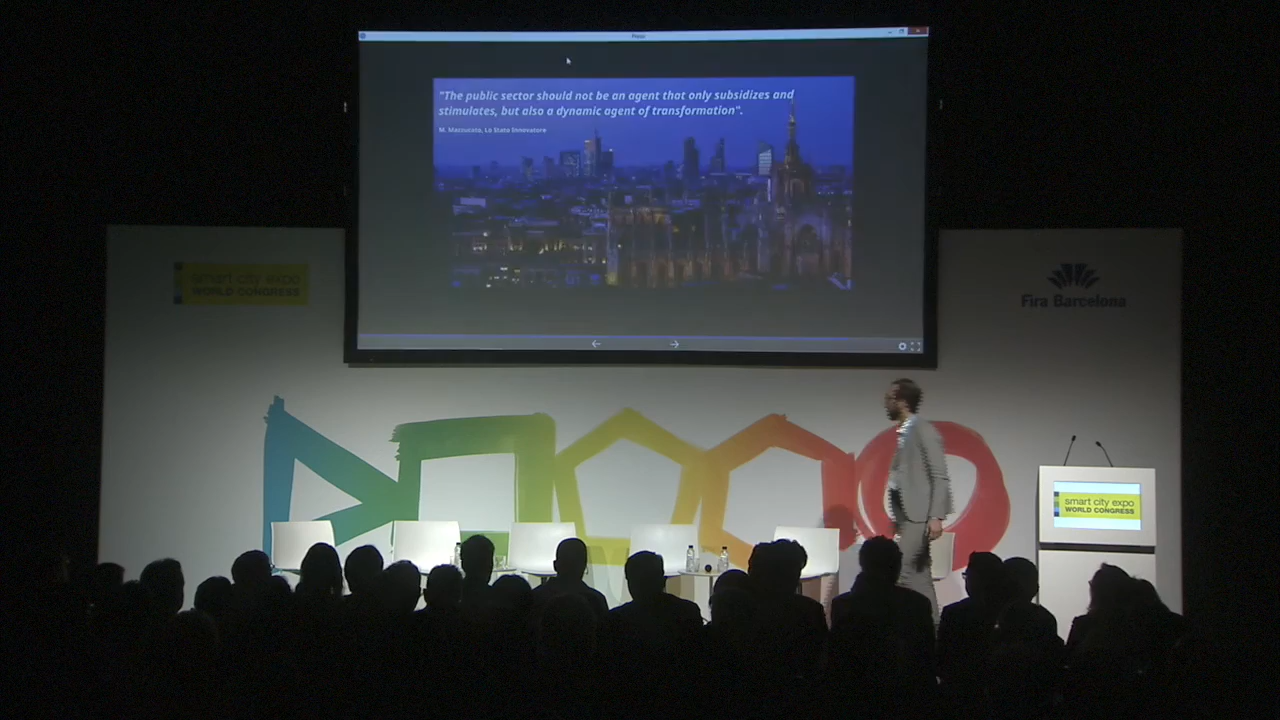 Prezi
"The public sector should not be an agent that only subsidizes and
stimulates, but also a dynamic agent of transformation".
M. Mazzucato, Lo Stato Innovatore
smart city expo
WORLD CONGRESS
Fira Barcelona
smart city expo
WORLD CONGRESS